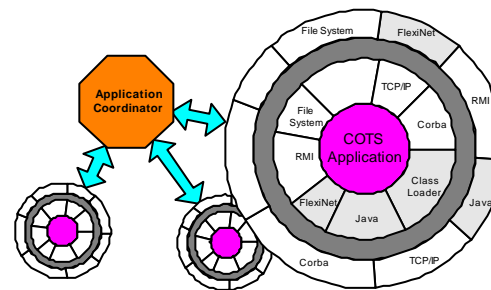 File System
FlexiNet
RMI
Application
Coordinator
TCP/IP
File
System
Corba
COTS
Application
RMI
Class
Loader
FlexiNet
Java
Java
Corba
TCP/IP